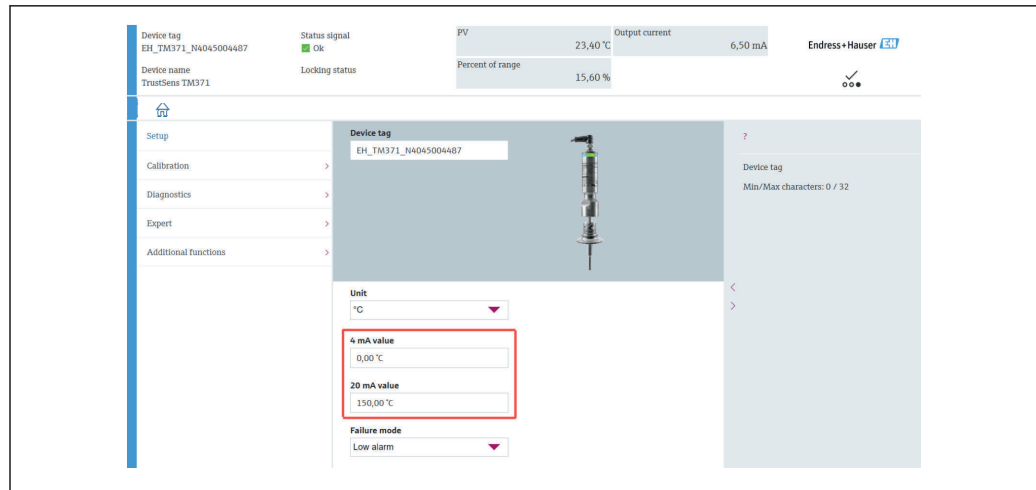 Device tag
EH_TM371_N4045004487
Status signal
Ok
PV
23,40 °C
Output current
6,50 mA
Endress+Hauser EH
Device name
TrustSens TM371
Locking status
Percent of range
15,60 %
Setup
Calibration
Diagnostics
Expert
Additional functions
Device tag
EH_TM371_N4045004487
Unit
°C
4 mA value
0,00 °C
20 mA value
150,00 °C
Failure mode
Low alarm
?
Device tag
Min/Max characters: 0 / 32